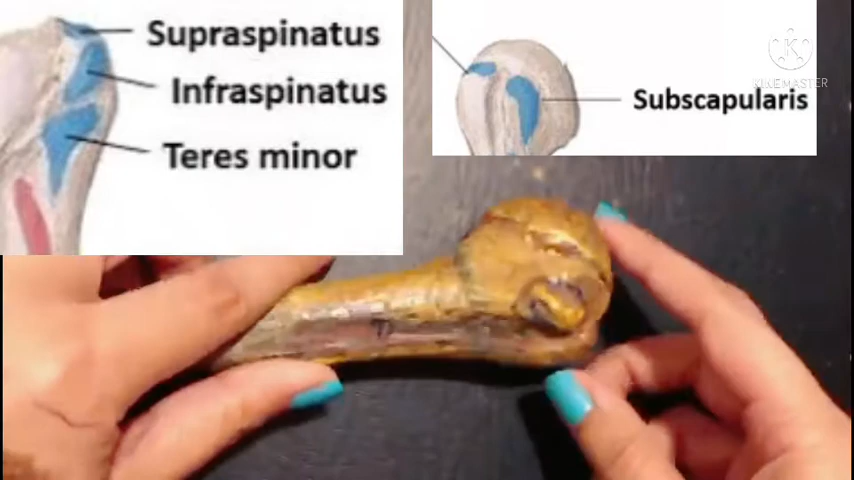 Supraspinatus
Infraspinatus
Teres minor
Subscapularis
KINEMASTER